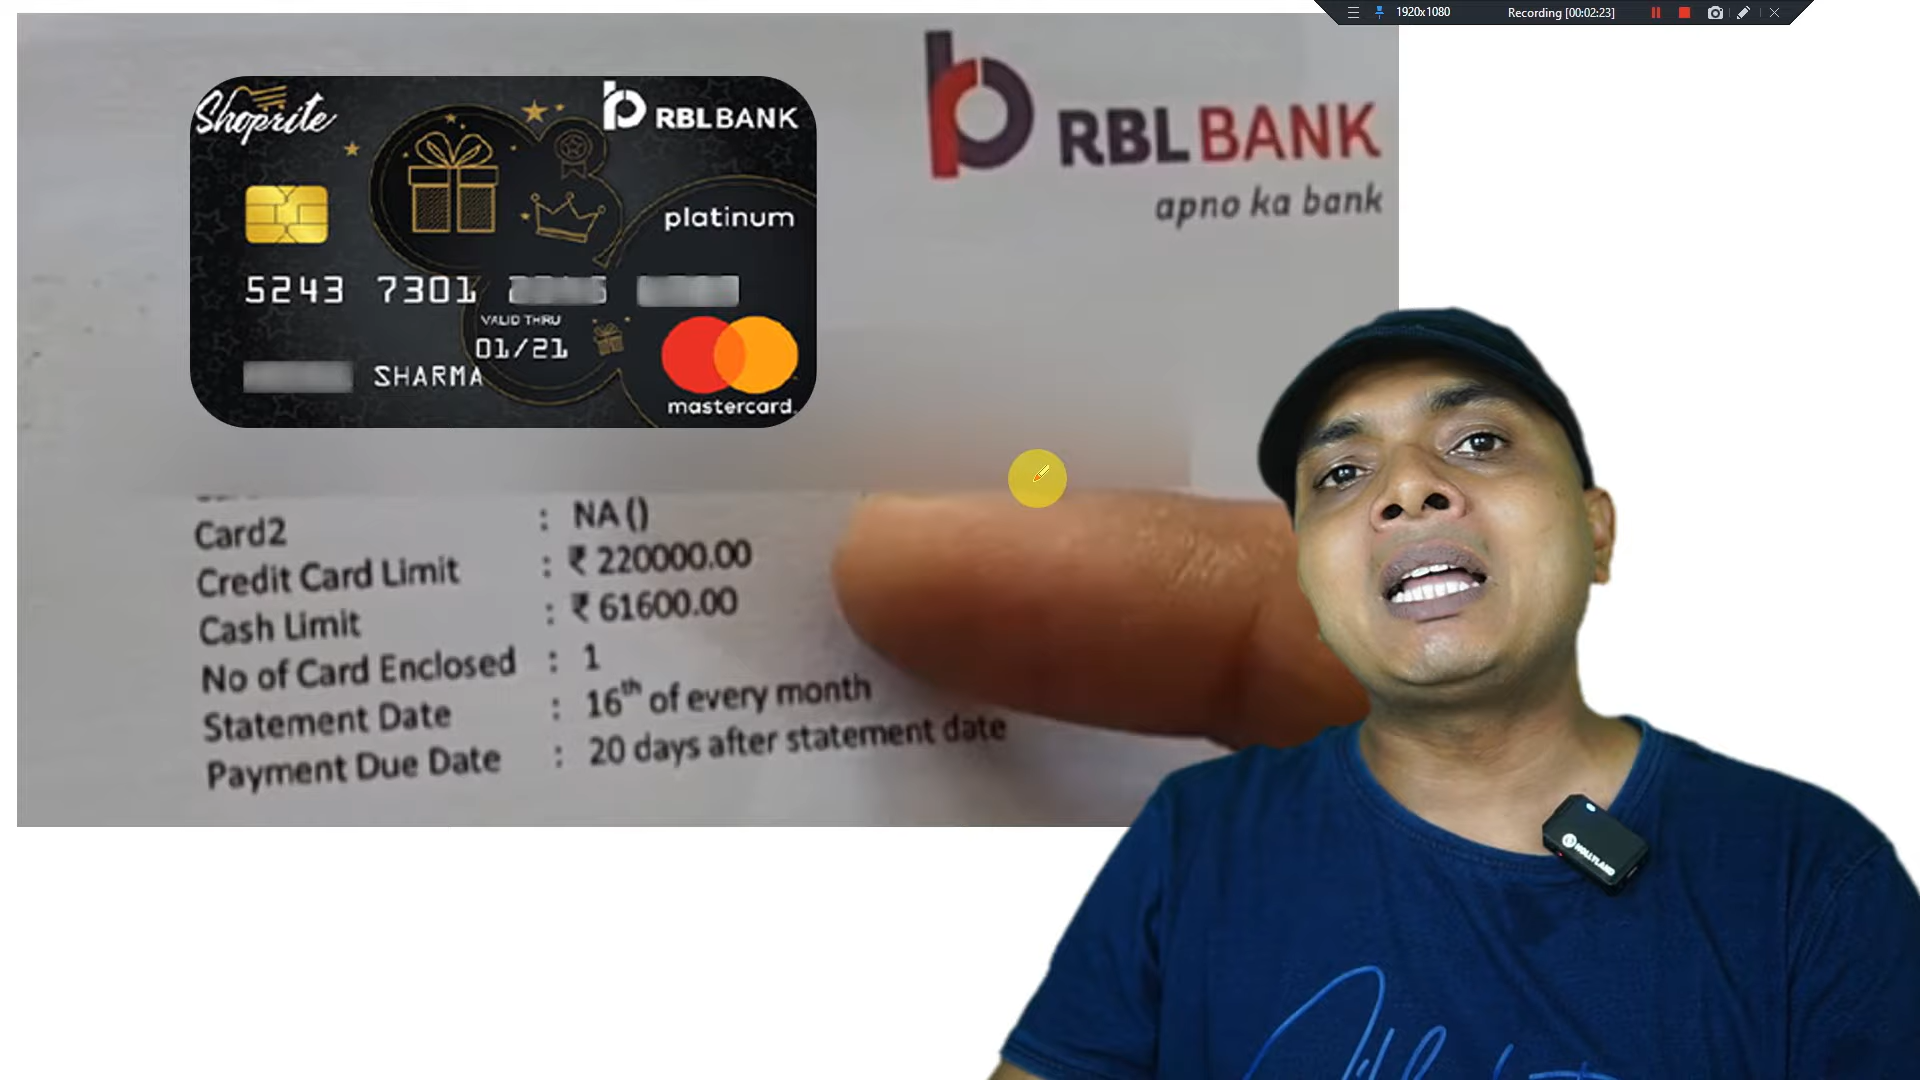 1920x1080
Recording [00:02:23]
Shoprite
RBL BANK
platinum
5243 7301
VALID THRU
01/21
SHARMA
mastercard.
RBL BANK
apno ka bank
Card2 : NA ()
Credit Card Limit : ₹ 220000.00
Cash Limit : ₹ 61600.00
No of Card Enclosed : 1
Statement Date : 16th of every month
Payment Due Date : 20 days after statement date
HOLLYLAND